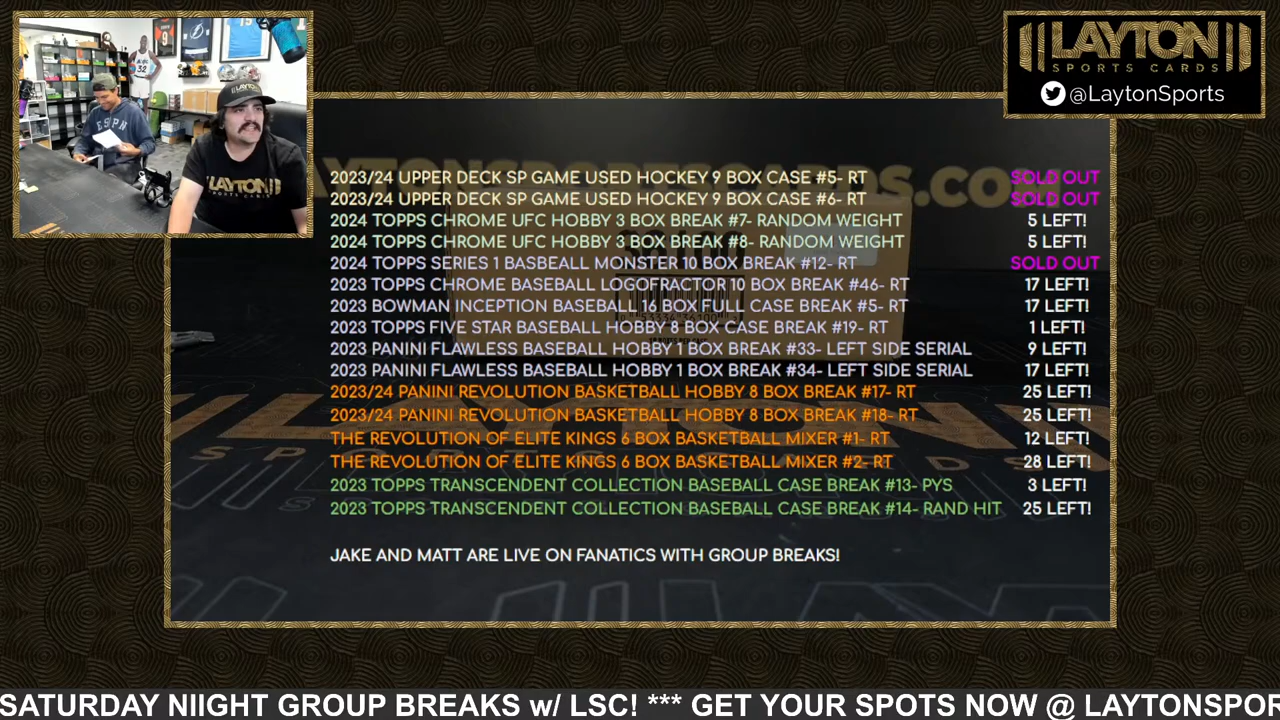 LAYTON
SPORTS CARDS
@LaytonSports
ESPN
LAYTON
2023/24 UPPER DECK SP GAME USED HOCKEY 9 BOX CASE #5- RT SOLD OUT
2023/24 UPPER DECK SP GAME USED HOCKEY 9 BOX CASE #6- RT SOLD OUT
2024 TOPPS CHROME UFC HOBBY 3 BOX BREAK #7- RANDOM WEIGHT 5 LEFT!
2024 TOPPS CHROME UFC HOBBY 3 BOX BREAK #8- RANDOM WEIGHT 5 LEFT!
2024 TOPPS SERIES 1 BASBEALL MONSTER 10 BOX BREAK #12- RT SOLD OUT
2023 TOPPS CHROME BASEBALL LOGOFRACTOR 10 BOX BREAK #46- RT 17 LEFT!
2023 BOWMAN INCEPTION BASEBALL 16 BOX FULL CASE BREAK #5- RT 17 LEFT!
2023 TOPPS FIVE STAR BASEBALL HOBBY 8 BOX CASE BREAK #19- RT 1 LEFT!
2023 PANINI FLAWLESS BASEBALL HOBBY 1 BOX BREAK #33- LEFT SIDE SERIAL 9 LEFT!
2023 PANINI FLAWLESS BASEBALL HOBBY 1 BOX BREAK #34- LEFT SIDE SERIAL 17 LEFT!
2023/24 PANINI REVOLUTION BASKETBALL HOBBY 8 BOX BREAK #17- RT 25 LEFT!
2023/24 PANINI REVOLUTION BASKETBALL HOBBY 8 BOX BREAK #18- RT 25 LEFT!
THE REVOLUTION OF ELITE KINGS 6 BOX BASKETBALL MIXER #1- RT 12 LEFT!
THE REVOLUTION OF ELITE KINGS 6 BOX BASKETBALL MIXER #2- RT 28 LEFT!
2023 TOPPS TRANSCENDENT COLLECTION BASEBALL CASE BREAK #13- PYS 3 LEFT!
2023 TOPPS TRANSCENDENT COLLECTION BASEBALL CASE BREAK #14- RAND HIT 25 LEFT!
JAKE AND MATT ARE LIVE ON FANATICS WITH GROUP BREAKS!
SATURDAY NIIGHT GROUP BREAKS w/ LSC! *** GET YOUR SPOTS NOW @ LAYTONSPOR